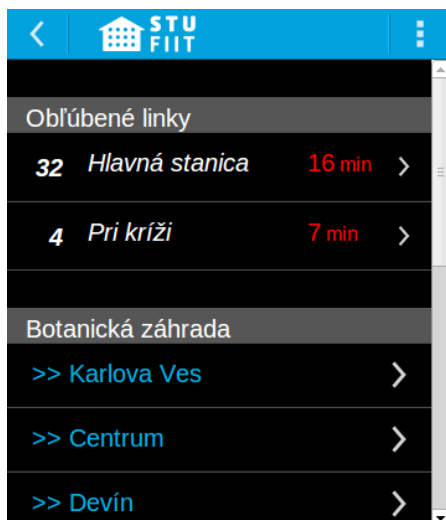 STU
FIIT
Obľúbené linky
32 Hlavná stanica 16 min
4 Pri kríži 7 min
Botanická záhrada
>> Karlova Ves
>> Centrum
>> Devín